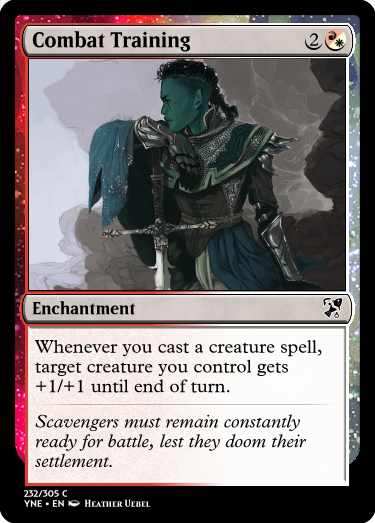 Combat Training 2
Enchantment
Whenever you cast a creature spell,
target creature you control gets
+1/+1 until end of turn.
Scavengers must remain constantly
ready for battle, lest they doom their
settlement.
232/305 C
YNE • EN Heather Uebel